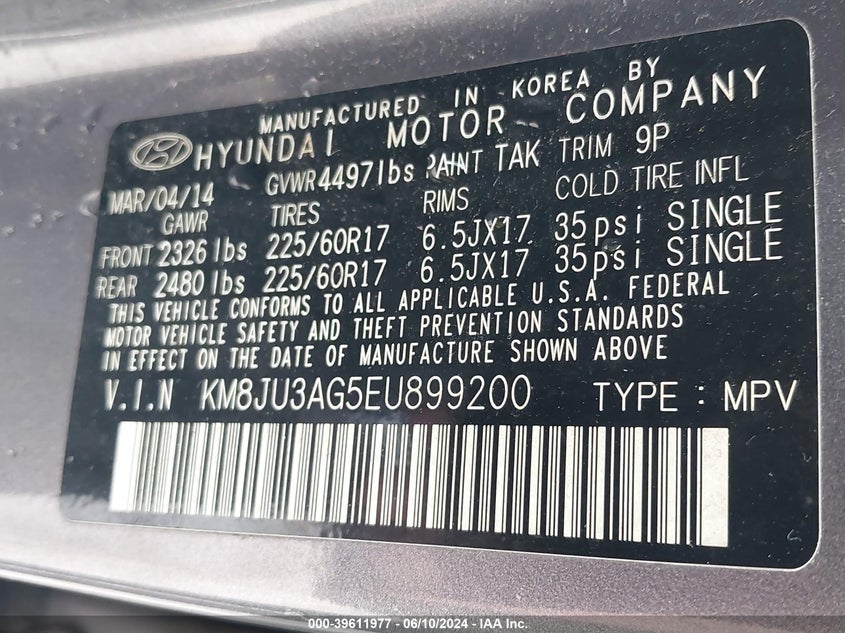 MANUFACTURED IN KOREA BY
HYUNDAI MOTOR COMPANY
MAR/04/14 GVWR 4497lbs PAINT TAK TRIM 9P
GAWR TIRES RIMS COLD TIRE INFL
FRONT 2326 lbs 225/60R17 6.5JX17 35psi SINGLE
REAR 2480 lbs 225/60R17 6.5JX17 35psi SINGLE
THIS VEHICLE CONFORMS TO ALL APPLICABLE U.S.A. FEDERAL
MOTOR VEHICLE SAFETY AND THEFT PREVENTION STANDARDS
IN EFFECT ON THE DATE OF MANUFACTURE SHOWN ABOVE
V.I.N KM8JU3AG5EU899200 TYPE : MPV
000-39611977 - 06/10/2024 - IAA Inc.